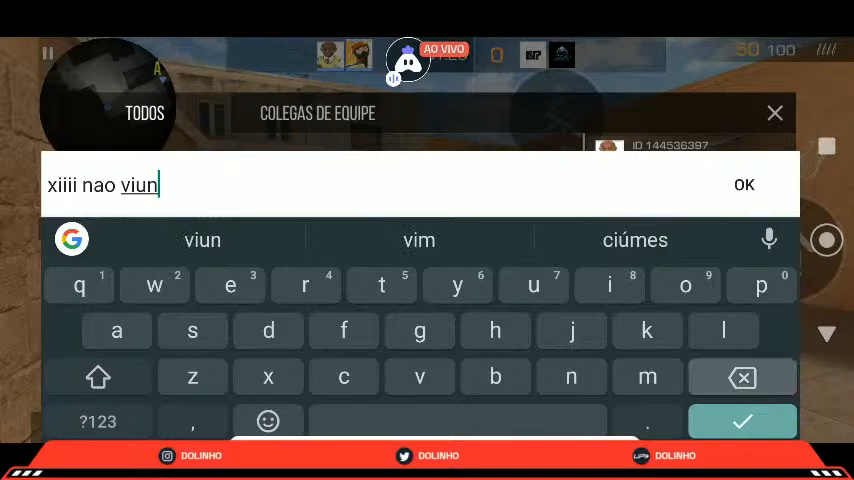 A
AO VIVO
0
50 100
TODOS
COLEGAS DE EQUIPE
ID 144536397
xiiii nao viun
OK
G
viun
vim
ciúmes
q 1 w 2 e 3 r 4 t 5 y 6 u 7 i 8 o 9 p 0
a s d f g h j k l
z x c v b n m
?123 , .
DOLINHO
DOLINHO
DOLINHO